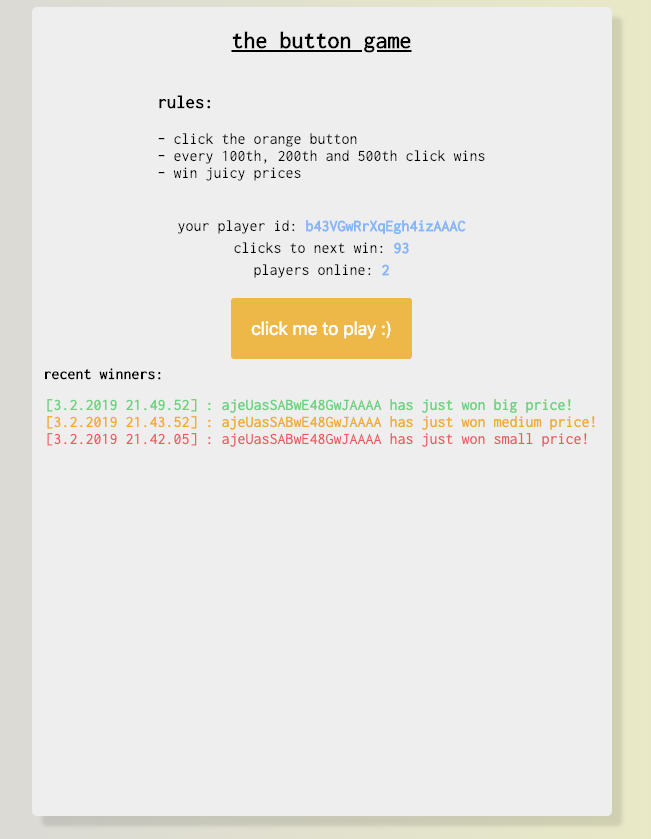 the button game
rules:
- click the orange button
- every 100th, 200th and 500th click wins
- win juicy prices
your player id: b43VGwRrXqEgh4izAAAC
clicks to next win: 93
players online: 2
click me to play :)
recent winners:
[3.2.2019 21.49.52] : ajeUasSABwE48GwJAAAA has just won big price!
[3.2.2019 21.43.52] : ajeUasSABwE48GwJAAAA has just won medium price!
[3.2.2019 21.42.05] : ajeUasSABwE48GwJAAAA has just won small price!